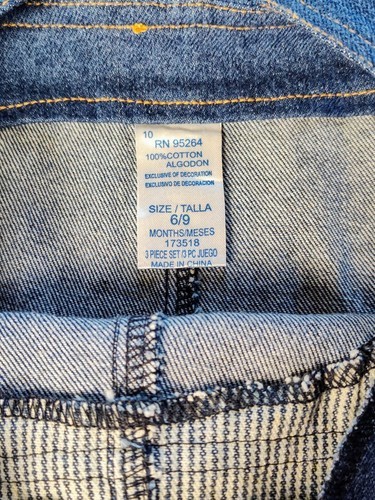 10
RN 95264
100%COTTON
ALGODON
EXCLUSIVE OF DECORATION
EXCLUSIVO DE DECORACION
SIZE / TALLA
6/9
MONTHS/MESES
173518
3 PIECE SET /3 PC JUEGO
MADE IN CHINA